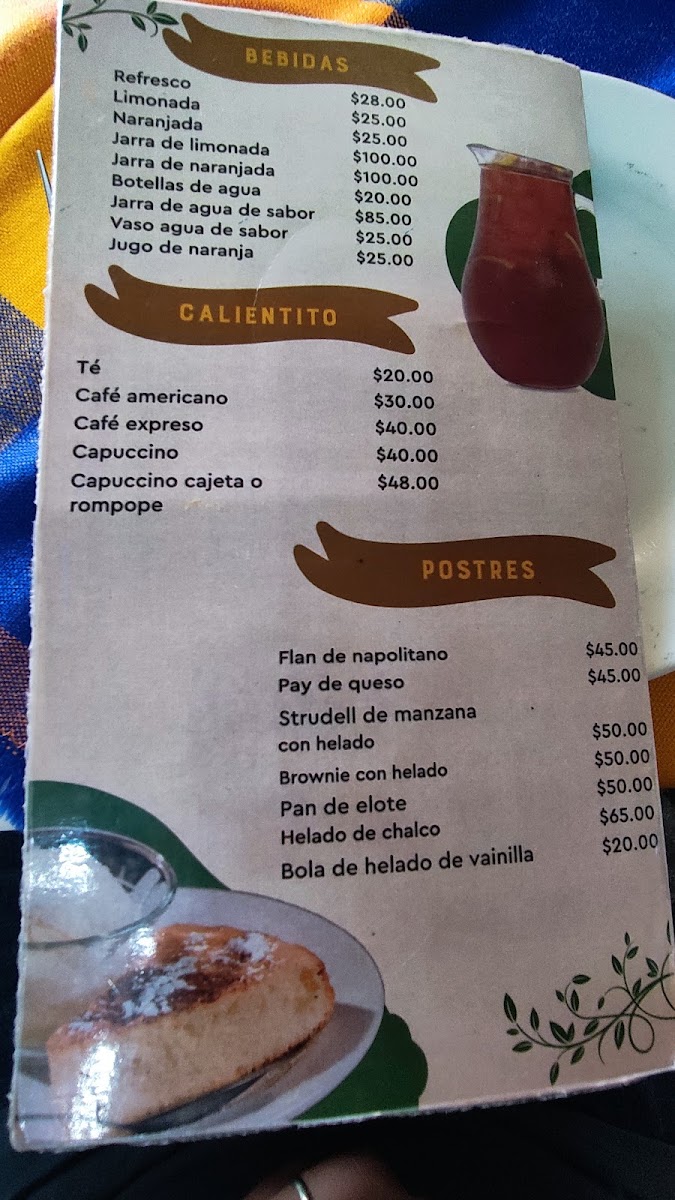 BEBIDAS
Refresco $28.00
Limonada $25.00
Naranjada $25.00
Jarra de limonada $100.00
Jarra de naranjada $100.00
Botellas de agua $20.00
Jarra de agua de sabor $85.00
Vaso agua de sabor $25.00
Jugo de naranja $25.00
CALIENTITO
Té $20.00
Café americano $30.00
Café expreso $40.00
Capuccino $40.00
Capuccino cajeta o $48.00
rompope
POSTRES
Flan de napolitano $45.00
Pay de queso $45.00
Strudell de manzana
con helado $50.00
Brownie con helado $50.00
Pan de elote $50.00
Helado de chalco $65.00
Bola de helado de vainilla $20.00